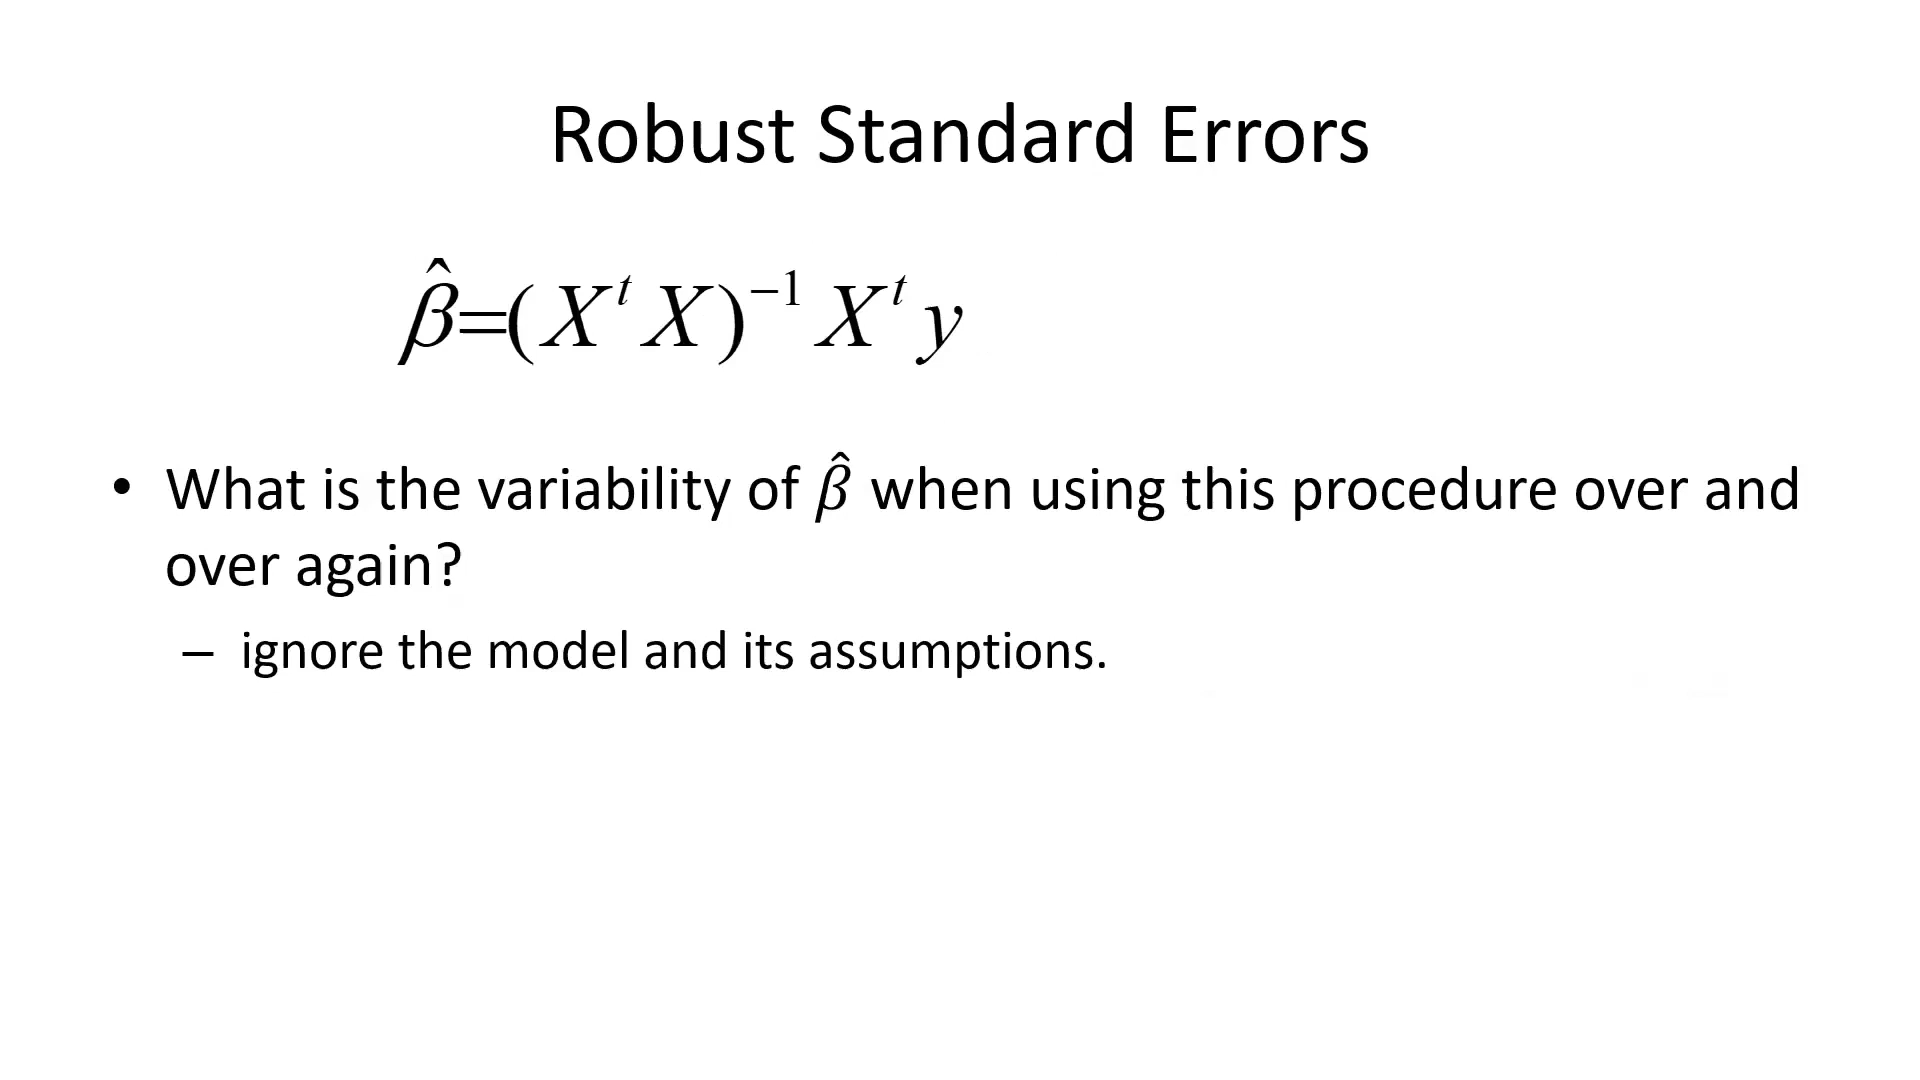 Robust Standard Errors
β̂=(XᵗX)⁻¹Xᵗy
• What is the variability of β̂ when using this procedure over and
over again?
– ignore the model and its assumptions.